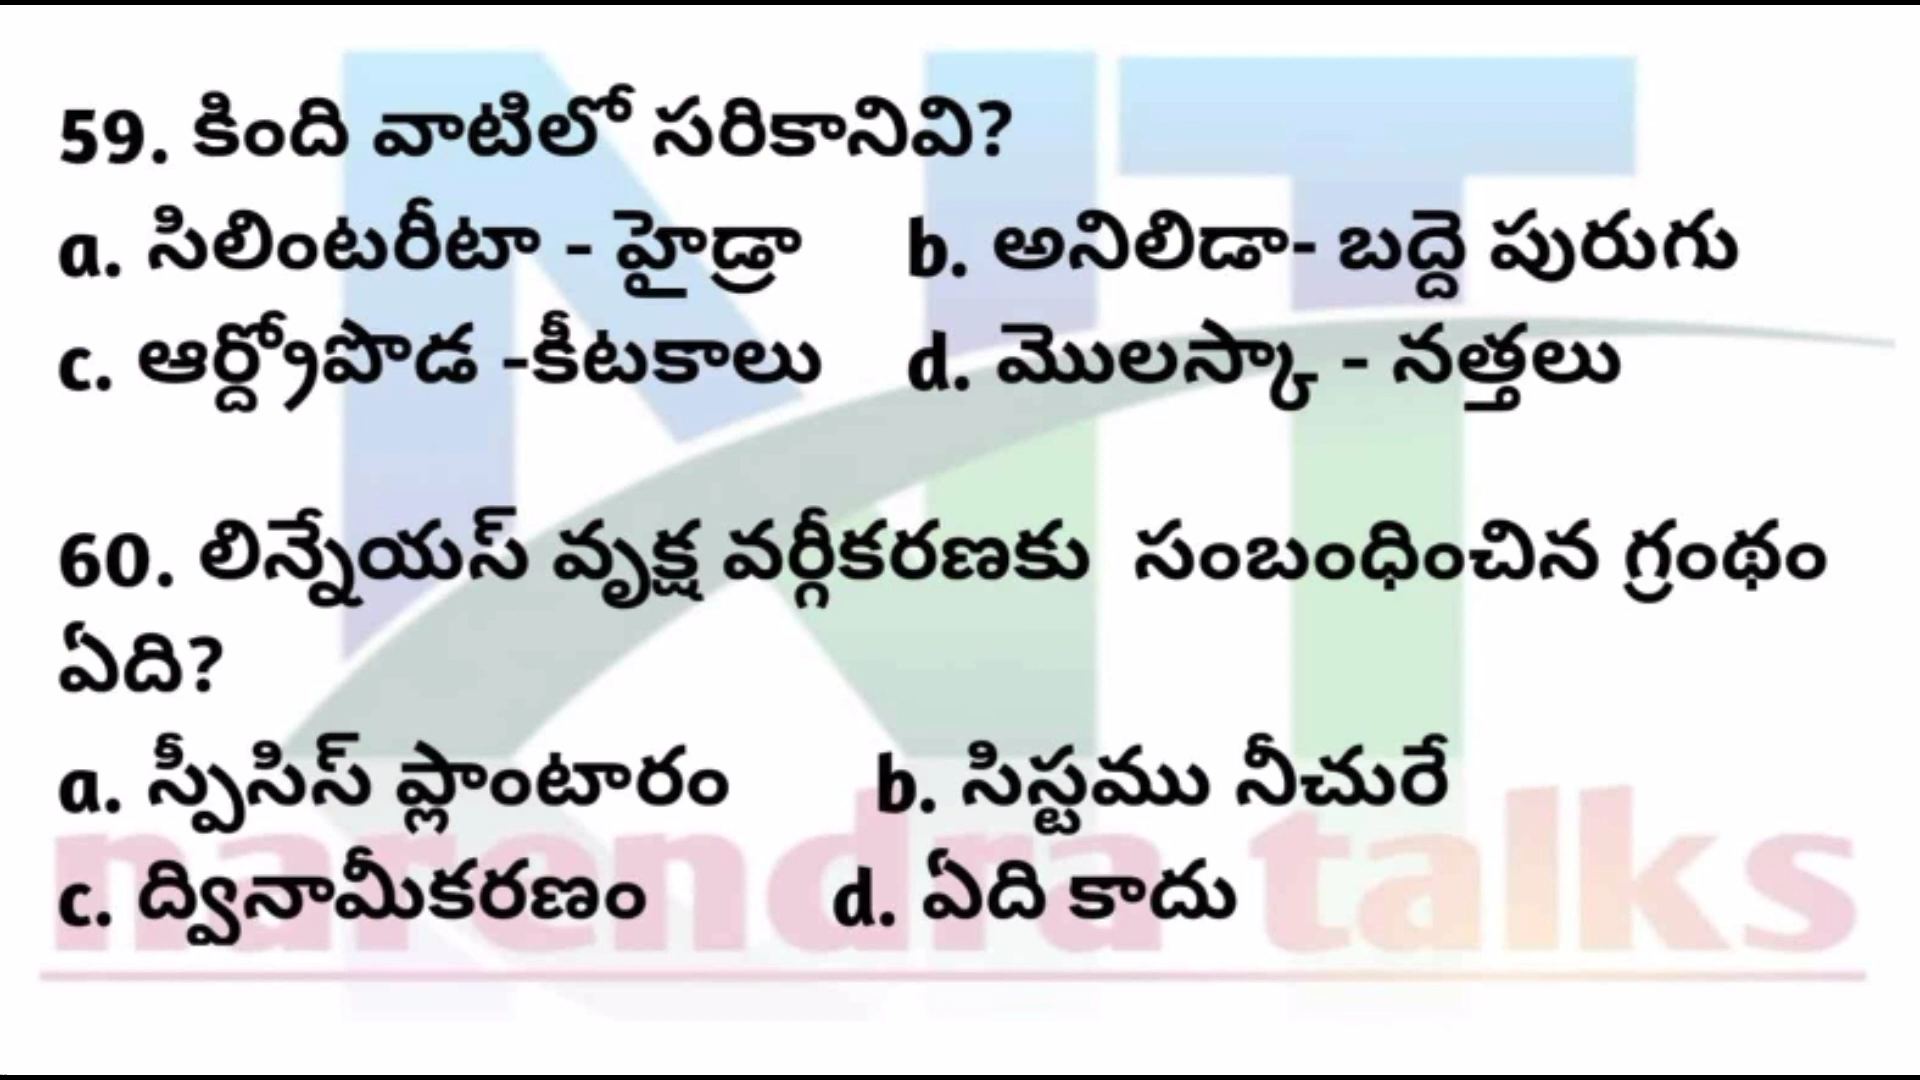 59. కింది వాటిలో సరికానివి?
a. సిలింటరీటా - హైడ్రా b. అనిలిడా- బద్దె పురుగు
c. ఆర్ద్రోపొడ -కీటకాలు d. మొలస్కా - నత్తలు
60. లిన్నేయస్ వృక్ష వర్గీకరణకు సంబంధించిన గ్రంథం
ఏది?
a. స్పీసిస్ ప్లాంటారం b. సిస్టము నీచురే
c. ద్వినామీకరణం d. ఏది కాదు
narendra talks